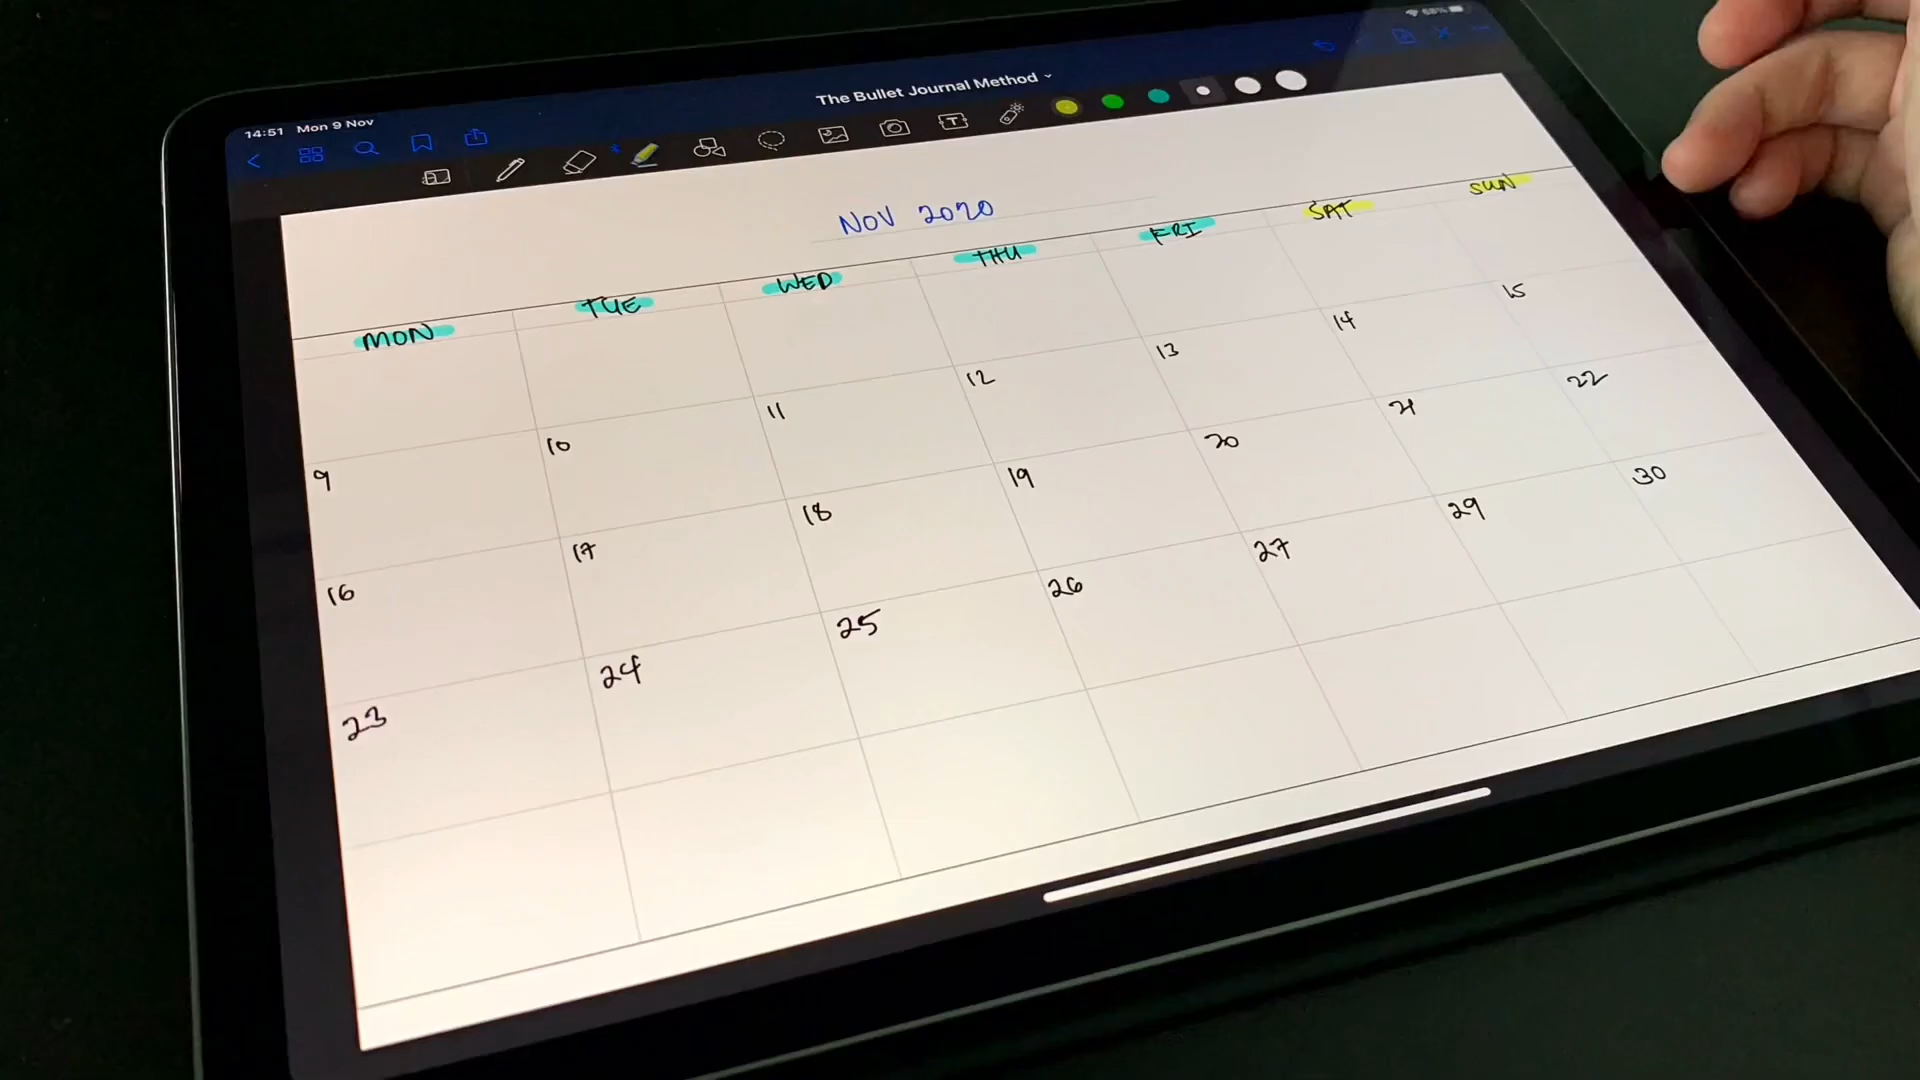 14:51 Mon 9 Nov
68%
The Bullet Journal Method
T
NOV 2020
MON TUE WED THU FRI SAT SUN
9 10 11 12 13 14 15
16 17 18 19 20 21 22
23 24 25 26 27 29 30